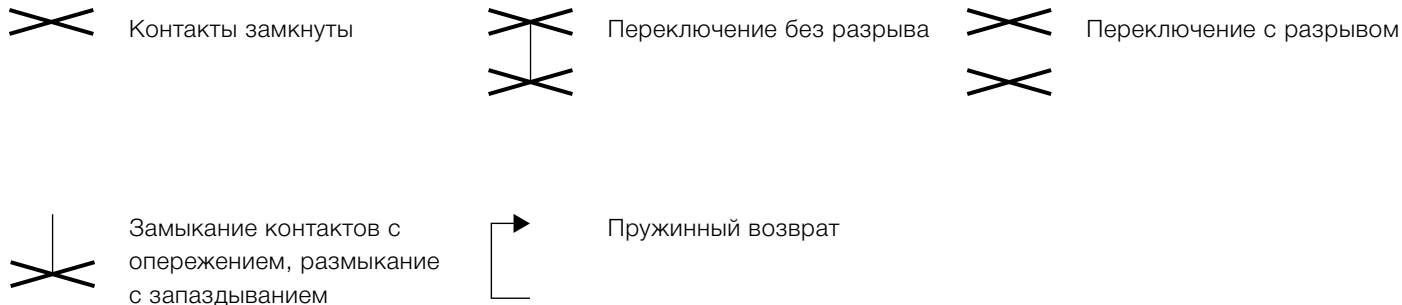 Контакты замкнуты
Переключение без разрыва
Переключение с разрывом
Замыкание контактов с
опережением, размыкание
с запаздыванием
Пружинный возврат